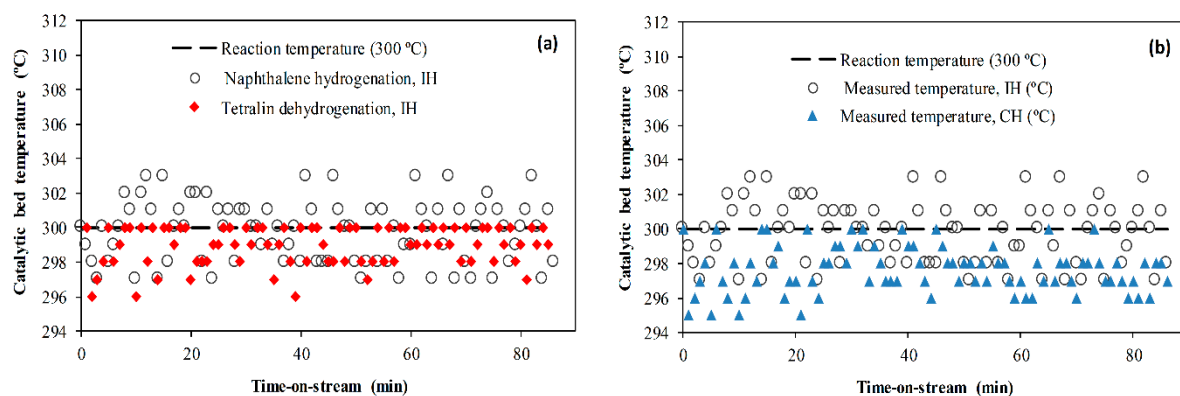 (a)
Reaction temperature (300 ºC)
Naphthalene hydrogenation, IH
Tetralin dehydrogenation, IH
Catalytic bed temperature (ºC)
312
310
308
306
304
302
300
298
296
294
0
20
40
60
80
Time-on-stream (min)
(b)
Reaction temperature (300 ºC)
Measured temperature, IH (ºC)
Measured temperature, CH (ºC)
Catalytic bed temperature (ºC)
312
310
308
306
304
302
300
298
296
294
0
20
40
60
80
Time-on-stream (min)